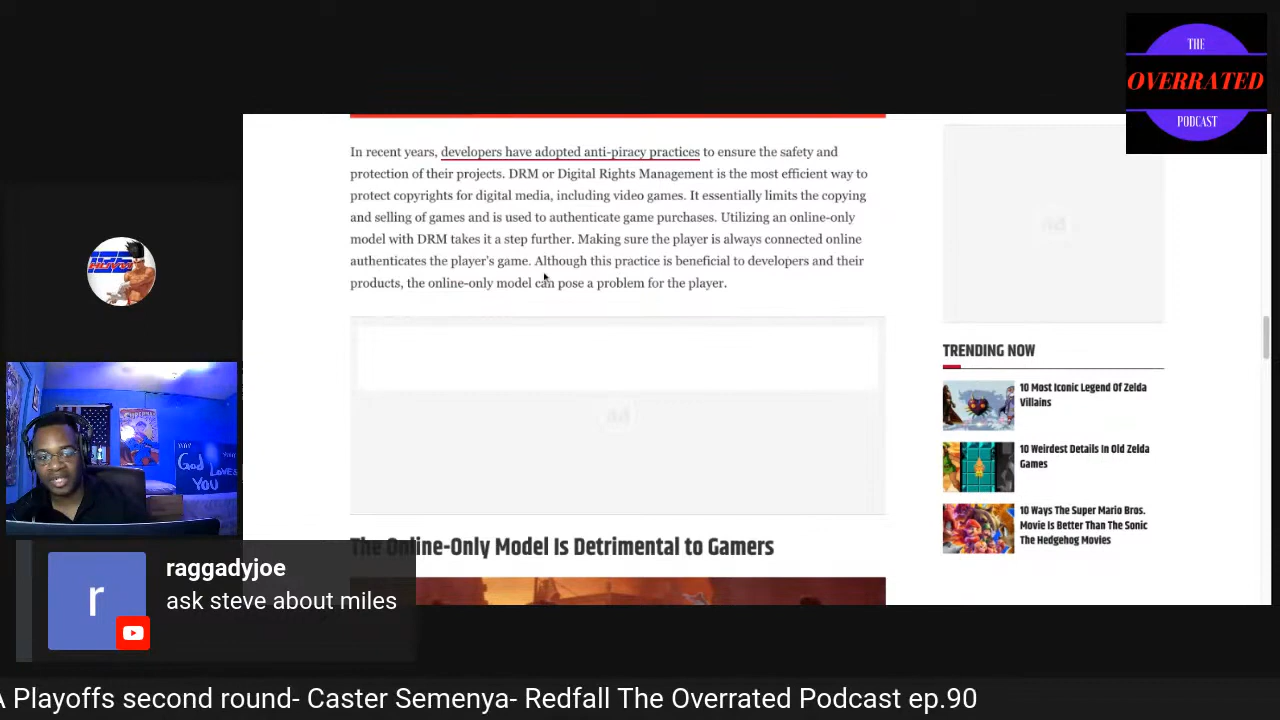 THE
OVERRATED
PODCAST
In recent years, developers have adopted anti-piracy practices to ensure the safety and
protection of their projects. DRM or Digital Rights Management is the most efficient way to
protect copyrights for digital media, including video games. It essentially limits the copying
and selling of games and is used to authenticate game purchases. Utilizing an online-only
model with DRM takes it a step further. Making sure the player is always connected online
authenticates the player's game. Although this practice is beneficial to developers and their
products, the online-only model can pose a problem for the player.
ad
ad
TRENDING NOW
10 Most Iconic Legend Of Zelda
Villains
10 Weirdest Details In Old Zelda
Games
10 Ways The Super Mario Bros.
Movie Is Better Than The Sonic
The Hedgehog Movies
The Online-Only Model Is Detrimental to Gamers
God Loves
YOU
r
raggadyjoe
ask steve about miles
A Playoffs second round- Caster Semenya- Redfall The Overrated Podcast ep.90